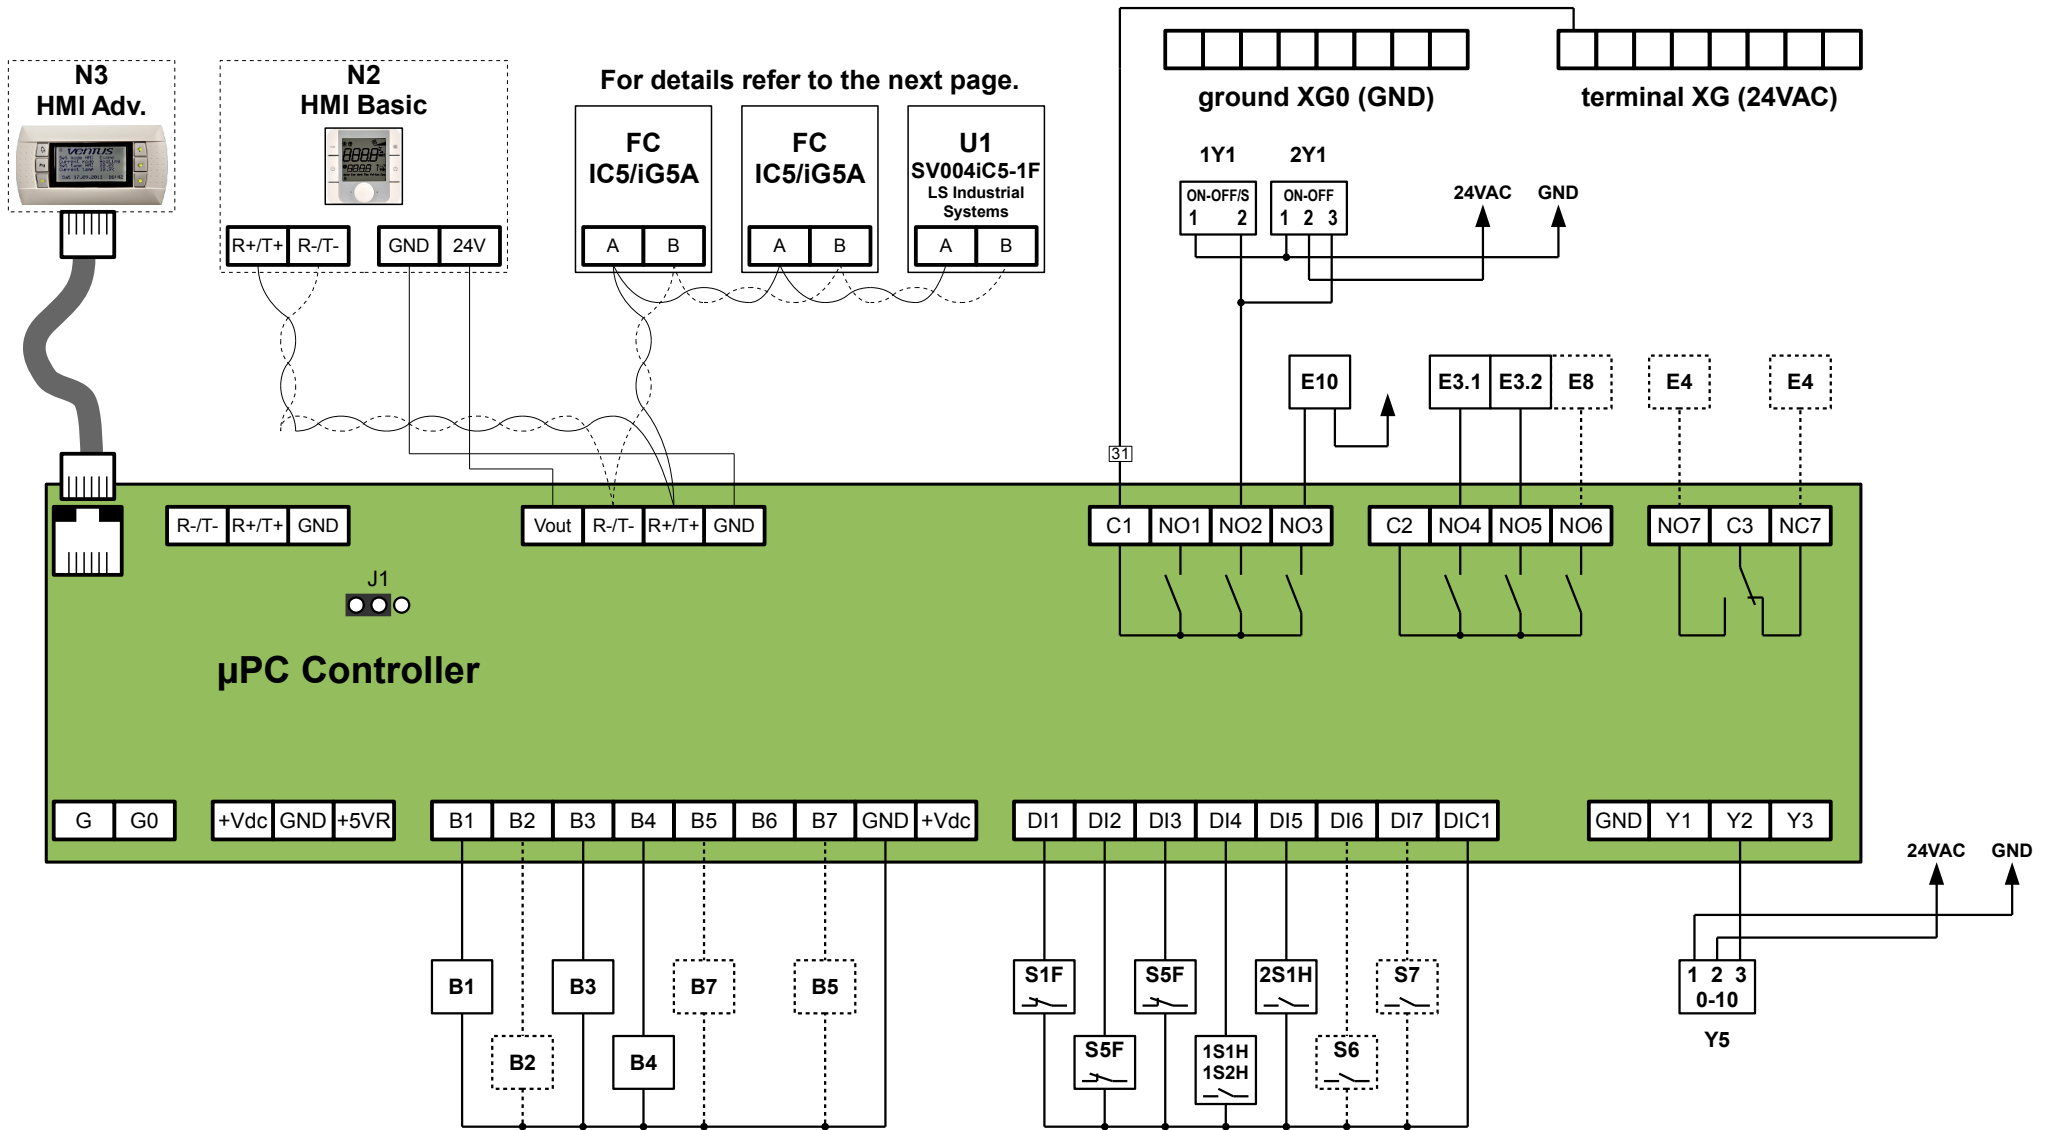 N3
HMI Adv.
VENTUS
N2
HMI Basic
For details refer to the next page.
FC
IC5/iG5A
FC
IC5/iG5A
U1
SV004iC5-1F
LS Industrial
Systems
R+/T+ R-/T- GND 24V
A B
A B
A B
ground XG0 (GND)
terminal XG (24VAC)
1Y1 2Y1
ON-OFF/S
1 2
ON-OFF
1 2 3
24VAC GND
E10
E3.1 E3.2 E8 E4 E4
31
R-/T- R+/T+ GND
Vout R-/T- R+/T+ GND
C1 NO1 NO2 NO3
C2 NO4 NO5 NO6
NO7 C3 NC7
J1
µPC Controller
G G0
+Vdc GND +5VR
B1 B2 B3 B4 B5 B6 B7 GND +Vdc
DI1 DI2 DI3 DI4 DI5 DI6 DI7 DIC1
GND Y1 Y2 Y3
24VAC GND
B1 B3 B7 B5
B2 B4
S1F S5F 2S1H S7
S5F
1S1H
1S2H
S6
1 2 3
0-10
Y5